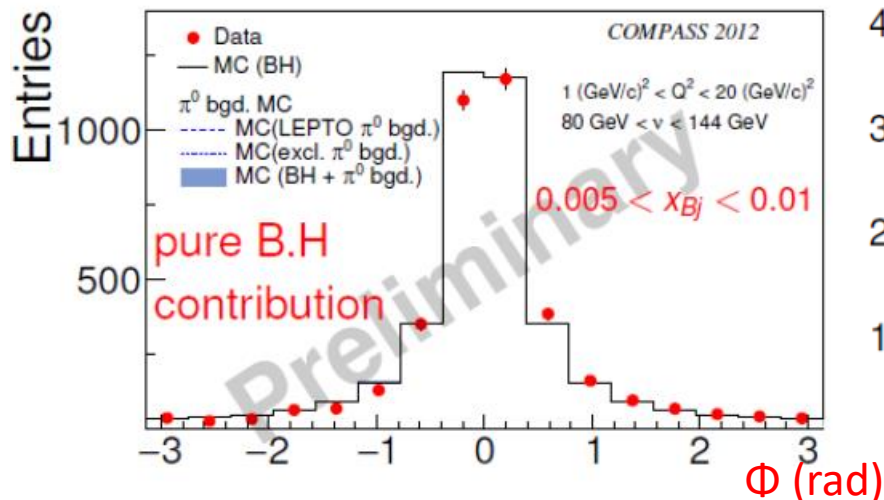 Entries
1000
500
Data
MC (BH)
π⁰ bgd. MC
MC(LEPTO π⁰ bgd.)
MC(excl. π⁰ bgd.)
MC (BH + π⁰ bgd.)
COMPASS 2012
1 (GeV/c)² < Q² < 20 (GeV/c)²
80 GeV < ν < 144 GeV
0.005 < x_Bj < 0.01
pure B.H
contribution
Preliminary
−3 −2 −1 0 1 2 3
Φ (rad)
4
3
2
1